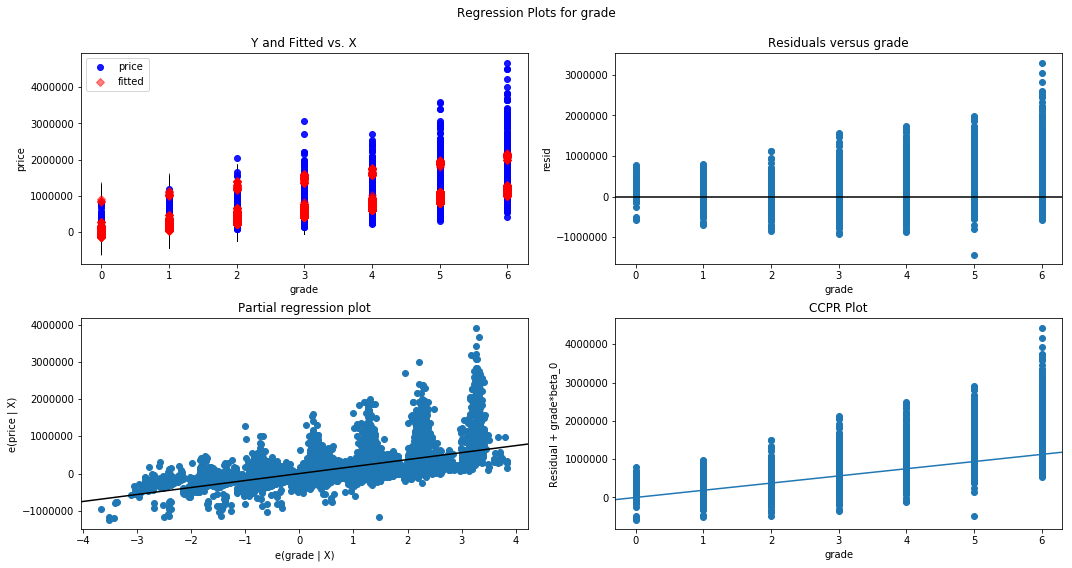 Regression Plots for grade
Y and Fitted vs. X
price
fitted
4000000
3000000
2000000
1000000
0
price
0 1 2 3 4 5 6
grade
Residuals versus grade
3000000
2000000
1000000
0
−1000000
resid
0 1 2 3 4 5 6
grade
Partial regression plot
4000000
3000000
2000000
1000000
0
−1000000
e(price | X)
−4 −3 −2 −1 0 1 2 3 4
e(grade | X)
CCPR Plot
4000000
3000000
2000000
1000000
0
Residual + grade*beta_0
0 1 2 3 4 5 6
grade